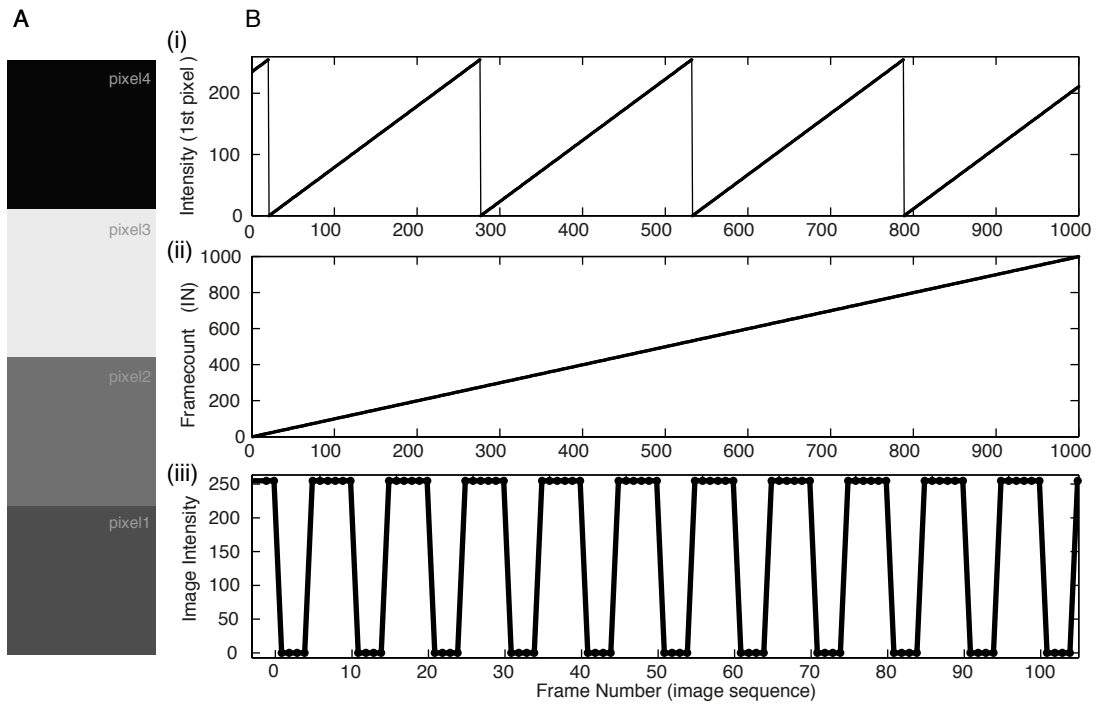 A
pixel4
pixel3
pixel2
pixel1
B
(i)
Intensity (1st pixel )
200
100
0
0 100 200 300 400 500 600 700 800 900 1000
(ii)
Framecount (IN)
1000
800
600
400
200
0
0 100 200 300 400 500 600 700 800 900 1000
(iii)
Image Intensity
250
200
150
100
50
0
0 10 20 30 40 50 60 70 80 90 100
Frame Number (image sequence)